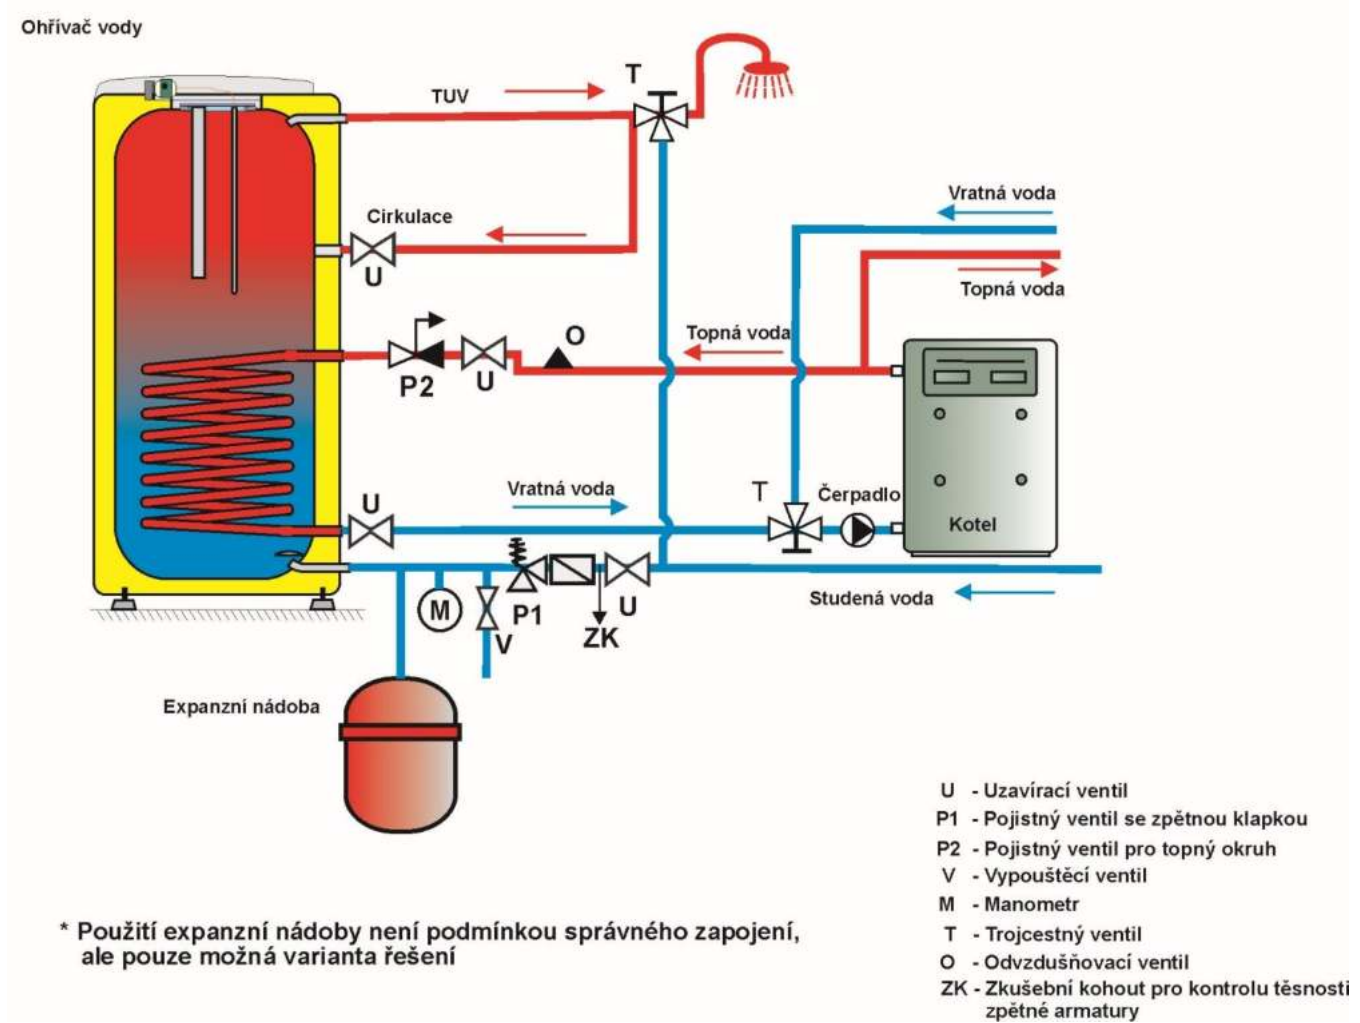 Ohřívač vody
T
TUV
Vratná voda
Cirkulace
U
Topná voda
O
Topná voda
P2
U
U
Vratná voda
T
Čerpadlo
Kotel
M
V
P1
ZK
U
Studená voda
Expanzní nádoba
U - Uzavírací ventil
P1 - Pojistný ventil se zpětnou klapkou
P2 - Pojistný ventil pro topný okruh
V - Vypouštěcí ventil
M - Manometr
T - Trojcestný ventil
O - Odvzdušňovací ventil
ZK - Zkušební kohout pro kontrolu těsnosti
zpětné armatury
* Použití expanzní nádoby není podmínkou správného zapojení,
ale pouze možná varianta řešení